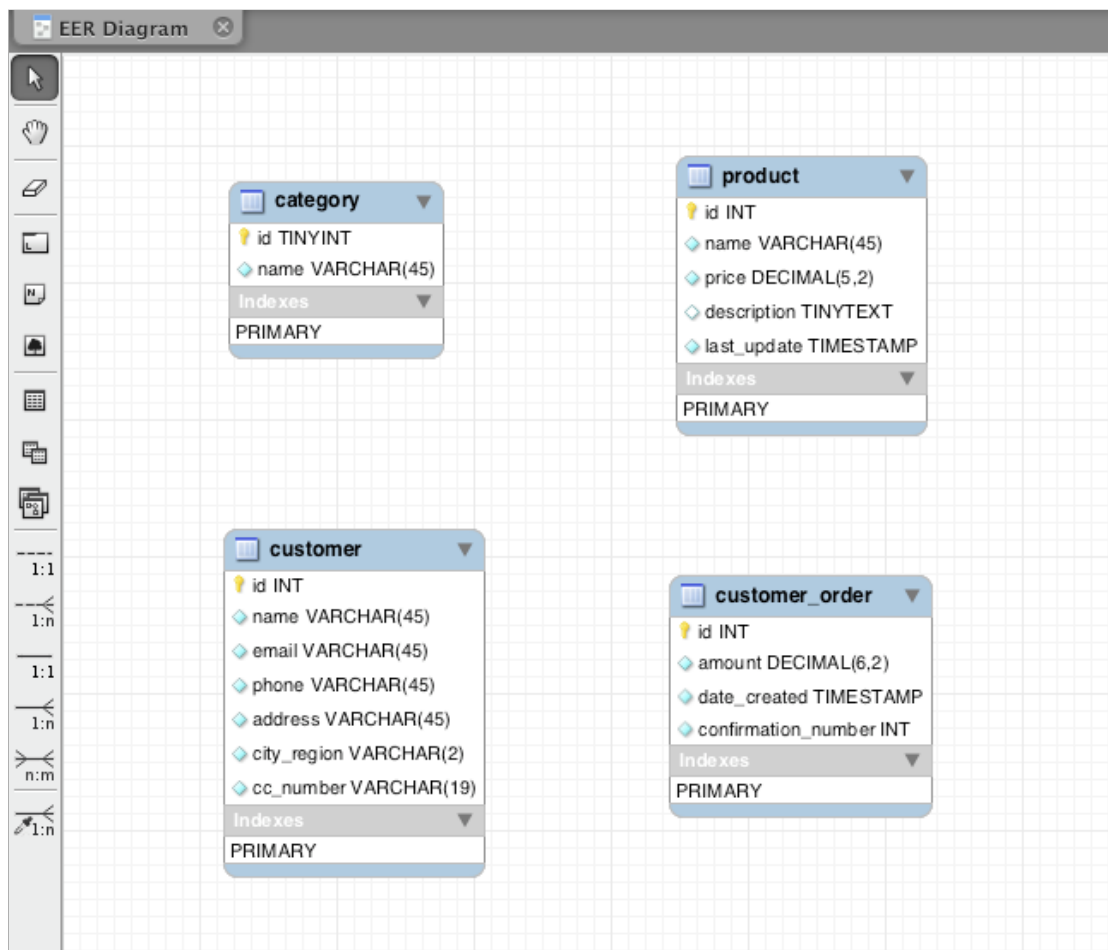 EER Diagram
category
id TINYINT
name VARCHAR(45)
Indexes
PRIMARY
product
id INT
name VARCHAR(45)
price DECIMAL(5,2)
description TINYTEXT
last_update TIMESTAMP
Indexes
PRIMARY
customer
id INT
name VARCHAR(45)
email VARCHAR(45)
phone VARCHAR(45)
address VARCHAR(45)
city_region VARCHAR(2)
cc_number VARCHAR(19)
Indexes
PRIMARY
customer_order
id INT
amount DECIMAL(6,2)
date_created TIMESTAMP
confirmation_number INT
Indexes
PRIMARY
N
1:1
1:n
1:1
1:n
n:m
1:n